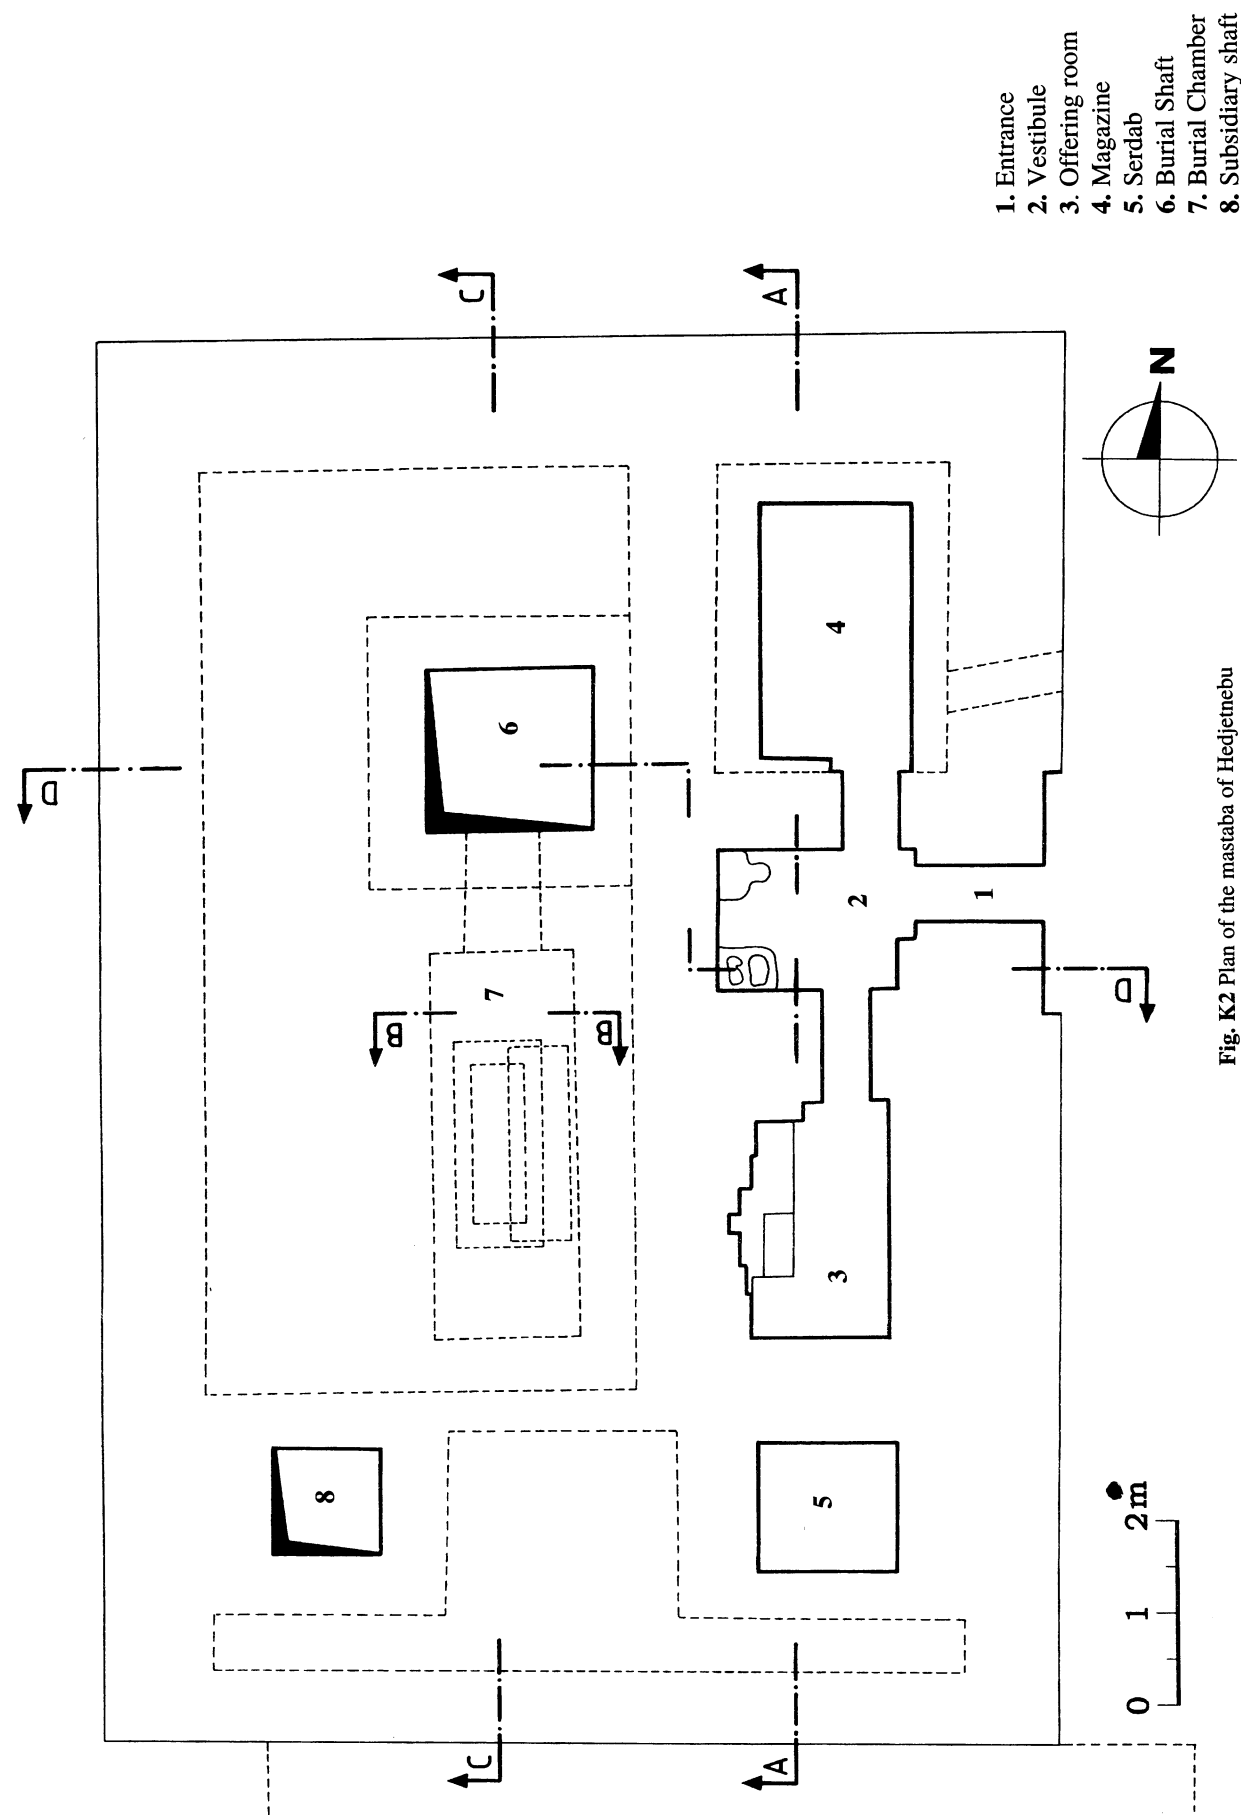 1. Entrance
2. Vestibule
3. Offering room
4. Magazine
5. Serdab
6. Burial Shaft
7. Burial Chamber
8. Subsidiary shaft
D
C
C
A
A
B
B
D
8
7
6
5
3
2
4
1
N
0 1 2m
Fig. K2 Plan of the mastaba of Hedjetnebu